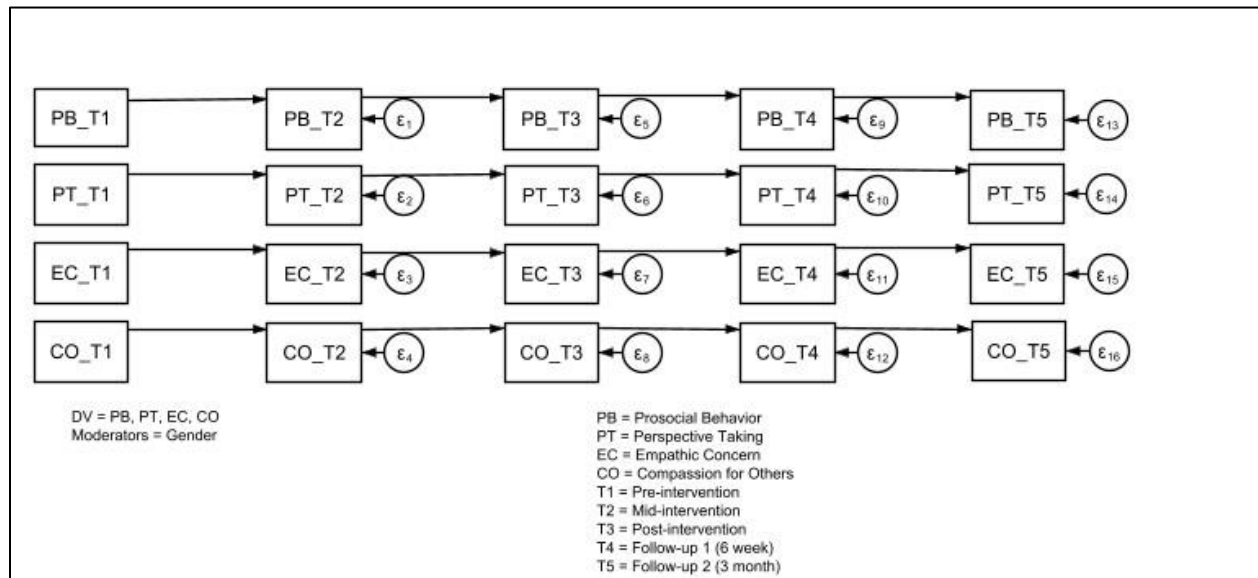 PB_T1 PB_T2 ε1 PB_T3 ε5 PB_T4 ε9 PB_T5 ε13
PT_T1 PT_T2 ε2 PT_T3 ε6 PT_T4 ε10 PT_T5 ε14
EC_T1 EC_T2 ε3 EC_T3 ε7 EC_T4 ε11 EC_T5 ε15
CO_T1 CO_T2 ε4 CO_T3 ε8 CO_T4 ε12 CO_T5 ε16
DV = PB, PT, EC, CO
Moderators = Gender
PB = Prosocial Behavior
PT = Perspective Taking
EC = Empathic Concern
CO = Compassion for Others
T1 = Pre-intervention
T2 = Mid-intervention
T3 = Post-intervention
T4 = Follow-up 1 (6 week)
T5 = Follow-up 2 (3 month)